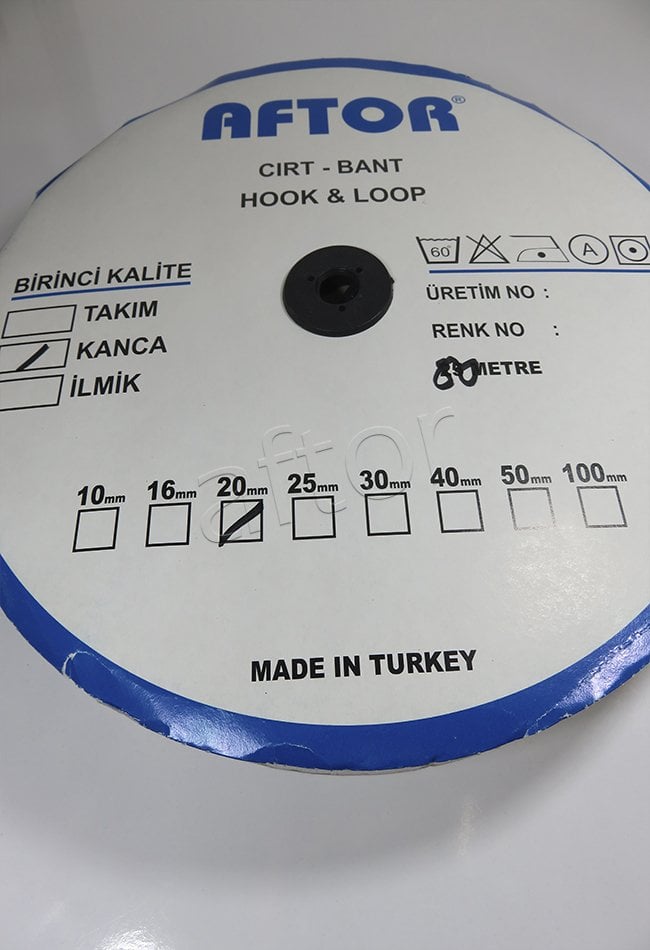 AFTOR®
CIRT - BANT
HOOK & LOOP
BİRİNCİ KALİTE
TAKIM
KANCA
İLMİK
60°
A
ÜRETİM NO :
RENK NO :
METRE
aftor
10mm 16mm 20mm 25mm 30mm 40mm 50mm 100mm
MADE IN TURKEY